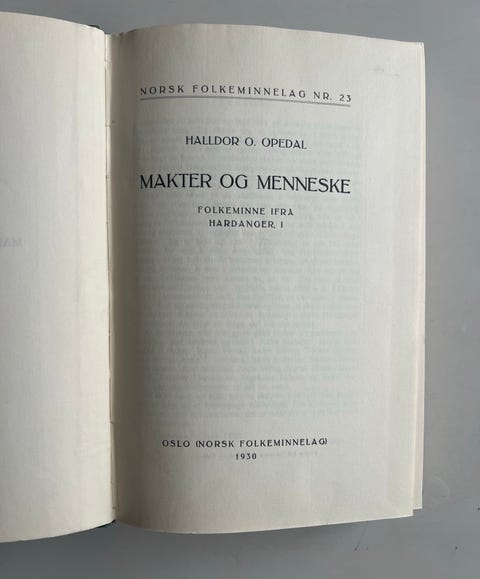 NORSK FOLKEMINNELAG NR. 23
HALLDOR O. OPEDAL
MAKTER OG MENNESKE
FOLKEMINNE IFRÅ
HARDANGER, I
OSLO (NORSK FOLKEMINNELAG)
1930